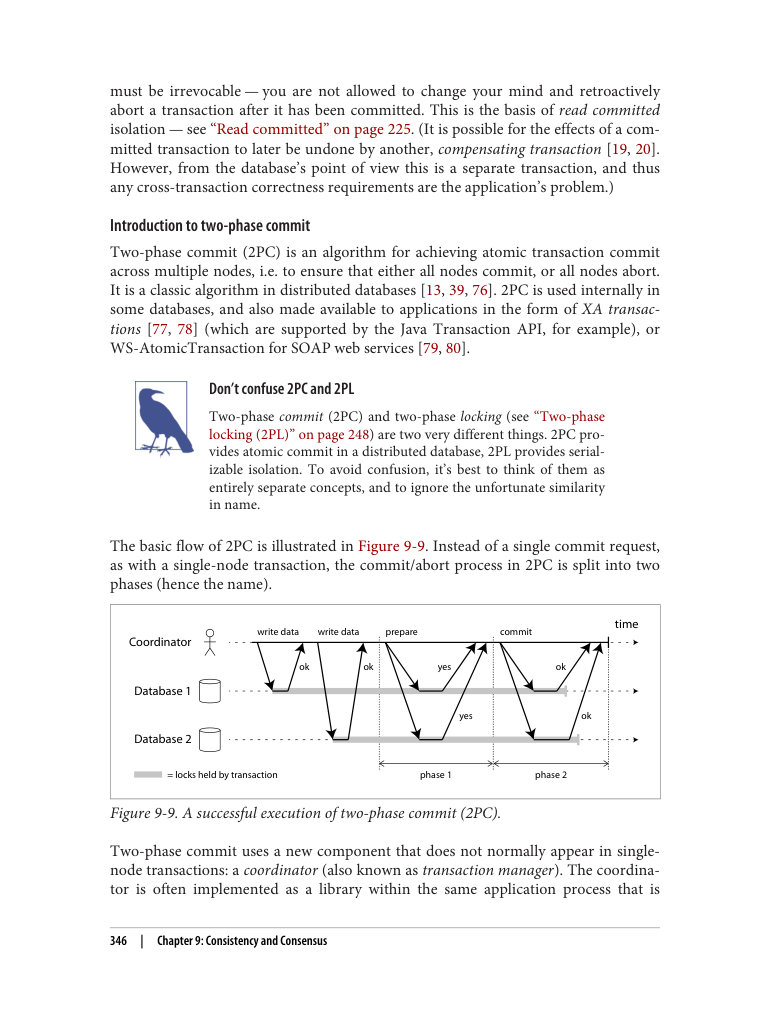 must be irrevocable — you are not allowed to change your mind and retroactively
abort a transaction after it has been committed. This is the basis of read committed
isolation — see “Read committed” on page 225. (It is possible for the effects of a com-
mitted transaction to later be undone by another, compensating transaction [19, 20].
However, from the database’s point of view this is a separate transaction, and thus
any cross-transaction correctness requirements are the application’s problem.)
Introduction to two-phase commit
Two-phase commit (2PC) is an algorithm for achieving atomic transaction commit
across multiple nodes, i.e. to ensure that either all nodes commit, or all nodes abort.
It is a classic algorithm in distributed databases [13, 39, 76]. 2PC is used internally in
some databases, and also made available to applications in the form of XA transac-
tions [77, 78] (which are supported by the Java Transaction API, for example), or
WS-AtomicTransaction for SOAP web services [79, 80].
Don’t confuse 2PC and 2PL
Two-phase commit (2PC) and two-phase locking (see “Two-phase
locking (2PL)” on page 248) are two very different things. 2PC pro-
vides atomic commit in a distributed database, 2PL provides serial-
izable isolation. To avoid confusion, it’s best to think of them as
entirely separate concepts, and to ignore the unfortunate similarity
in name.
The basic flow of 2PC is illustrated in Figure 9-9. Instead of a single commit request,
as with a single-node transaction, the commit/abort process in 2PC is split into two
phases (hence the name).
time
write data write data prepare commit
Coordinator
ok ok yes ok
Database 1
yes ok
Database 2
= locks held by transaction phase 1 phase 2
Figure 9-9. A successful execution of two-phase commit (2PC).
Two-phase commit uses a new component that does not normally appear in single-
node transactions: a coordinator (also known as transaction manager). The coordina-
tor is often implemented as a library within the same application process that is
346 | Chapter 9: Consistency and Consensus